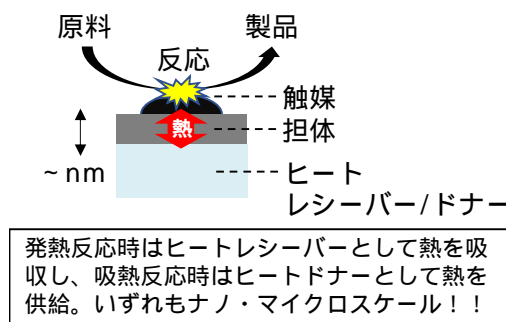 原料
製品
反応
触媒
熱
担体
~nm
ヒート
レシーバー/ドナー
発熱反応時はヒートレシーバーとして熱を吸
収し、吸熱反応時はヒートドナーとして熱を
供給。いずれもナノ・マイクロスケール！！